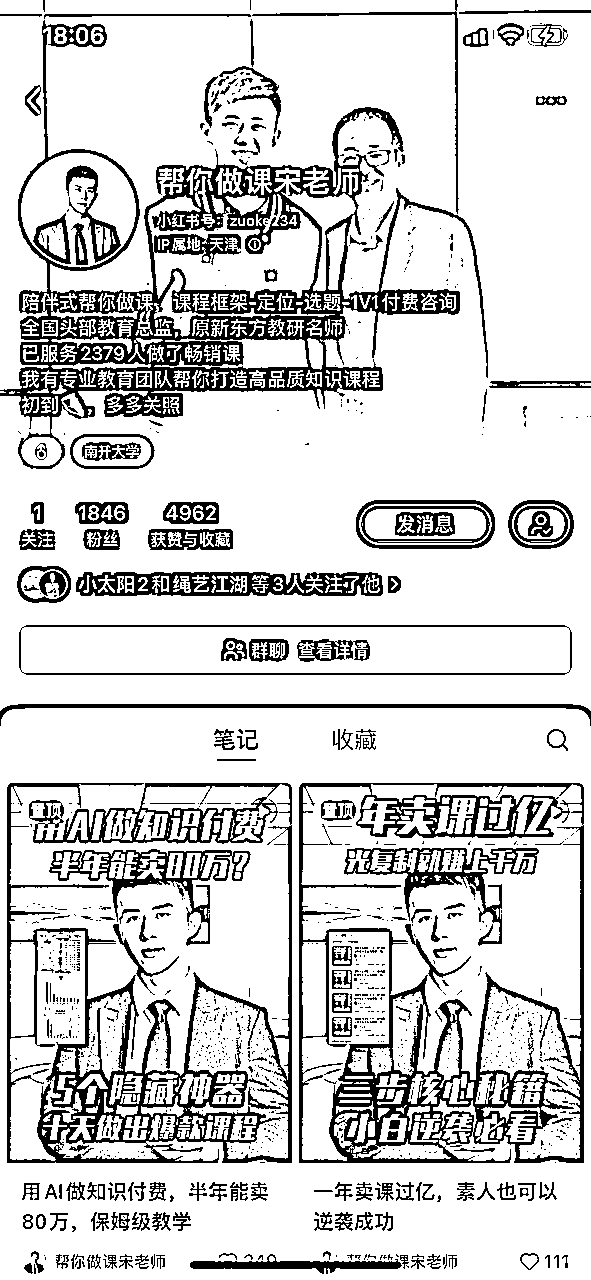 18:06
帮你做课宋老师
小红书号：zuoke234
IP属地：天津
陪伴式帮你做课，课程框架-定位-选题-1V1付费咨询
全国头部教育总监，原新东方教研名师
已服务2379人做了畅销课
我有专业教育团队帮你打造高品质知识课程
初到
多多关照
南开大学
1 1846 4962
关注 粉丝 获赞与收藏
发消息
小太阳2和绳艺江湖等3人关注了他
群聊 查看详情
笔记 收藏
置顶
用AI做知识付费
半年能卖80万？
5个隐藏神器
十天做出爆款课程
用AI做知识付费，半年能卖
80万，保姆级教学
帮你做课宋老师 349
置顶
年卖课过亿
光复制就赚上千万
三步核心秘籍
小白逆袭必看
一年卖课过亿，素人也可以
逆袭成功
帮你做课宋老师 111